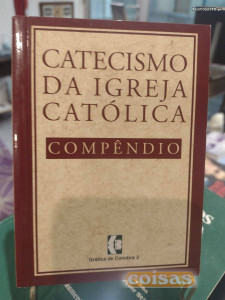 CATECISMO
DA IGREJA
CATÓLICA
COMPÊNDIO
Gráfica de Coimbra 2
coisas